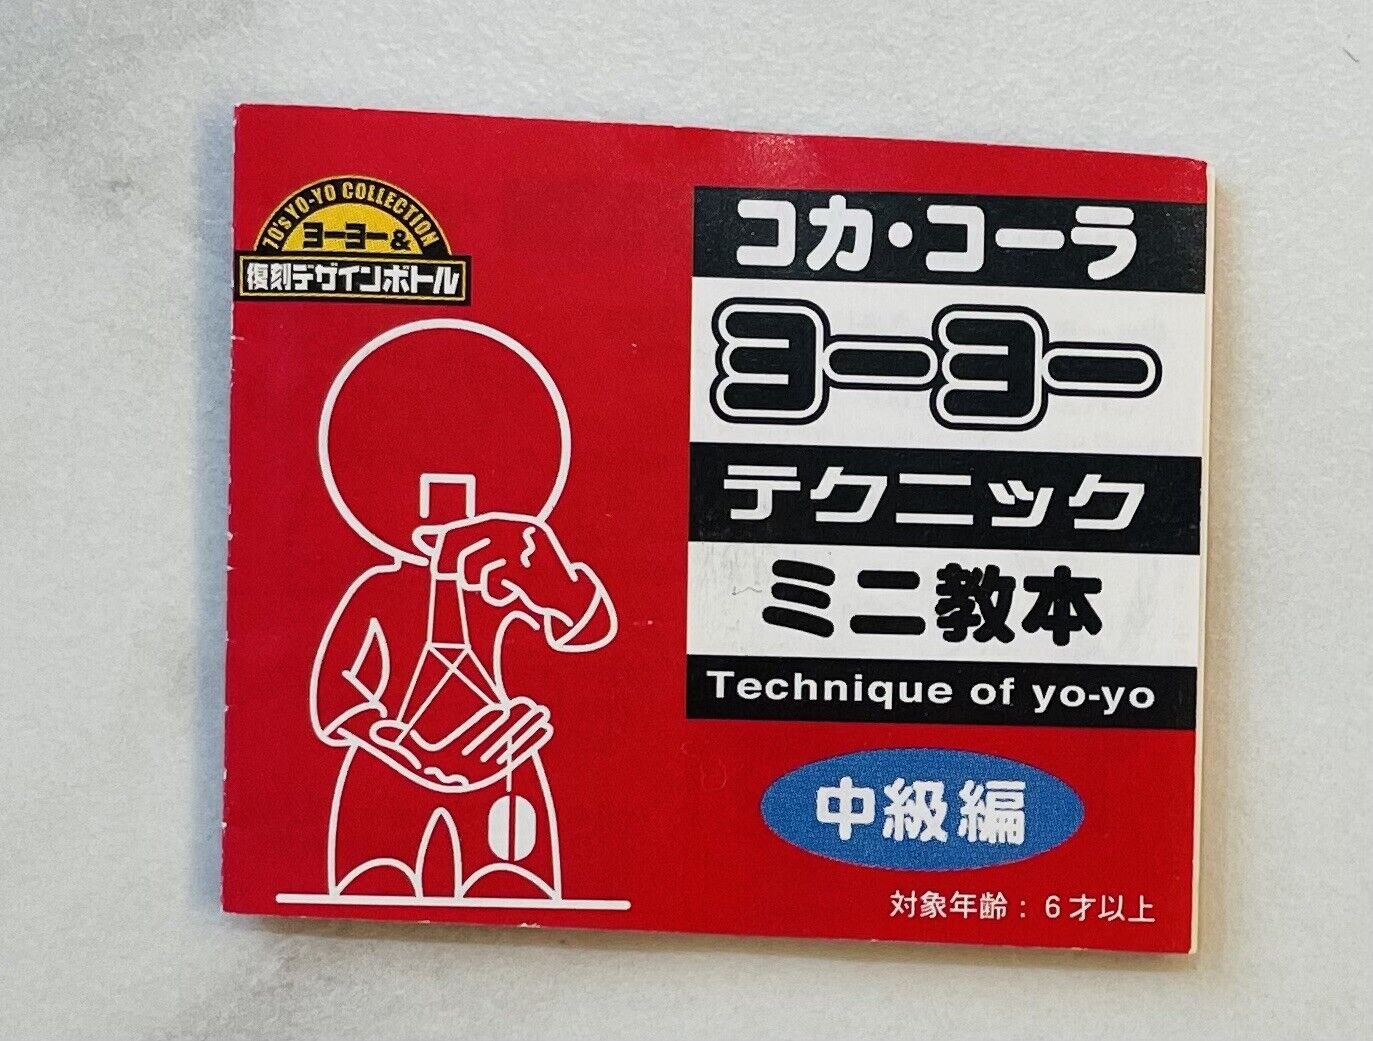 70's YO-YO COLLECTION
ヨーヨー&
復刻デザインボトル
コカ・コーラ
ヨーヨー
テクニック
ミニ教本
Technique of yo-yo
中級編
対象年齢：6才以上